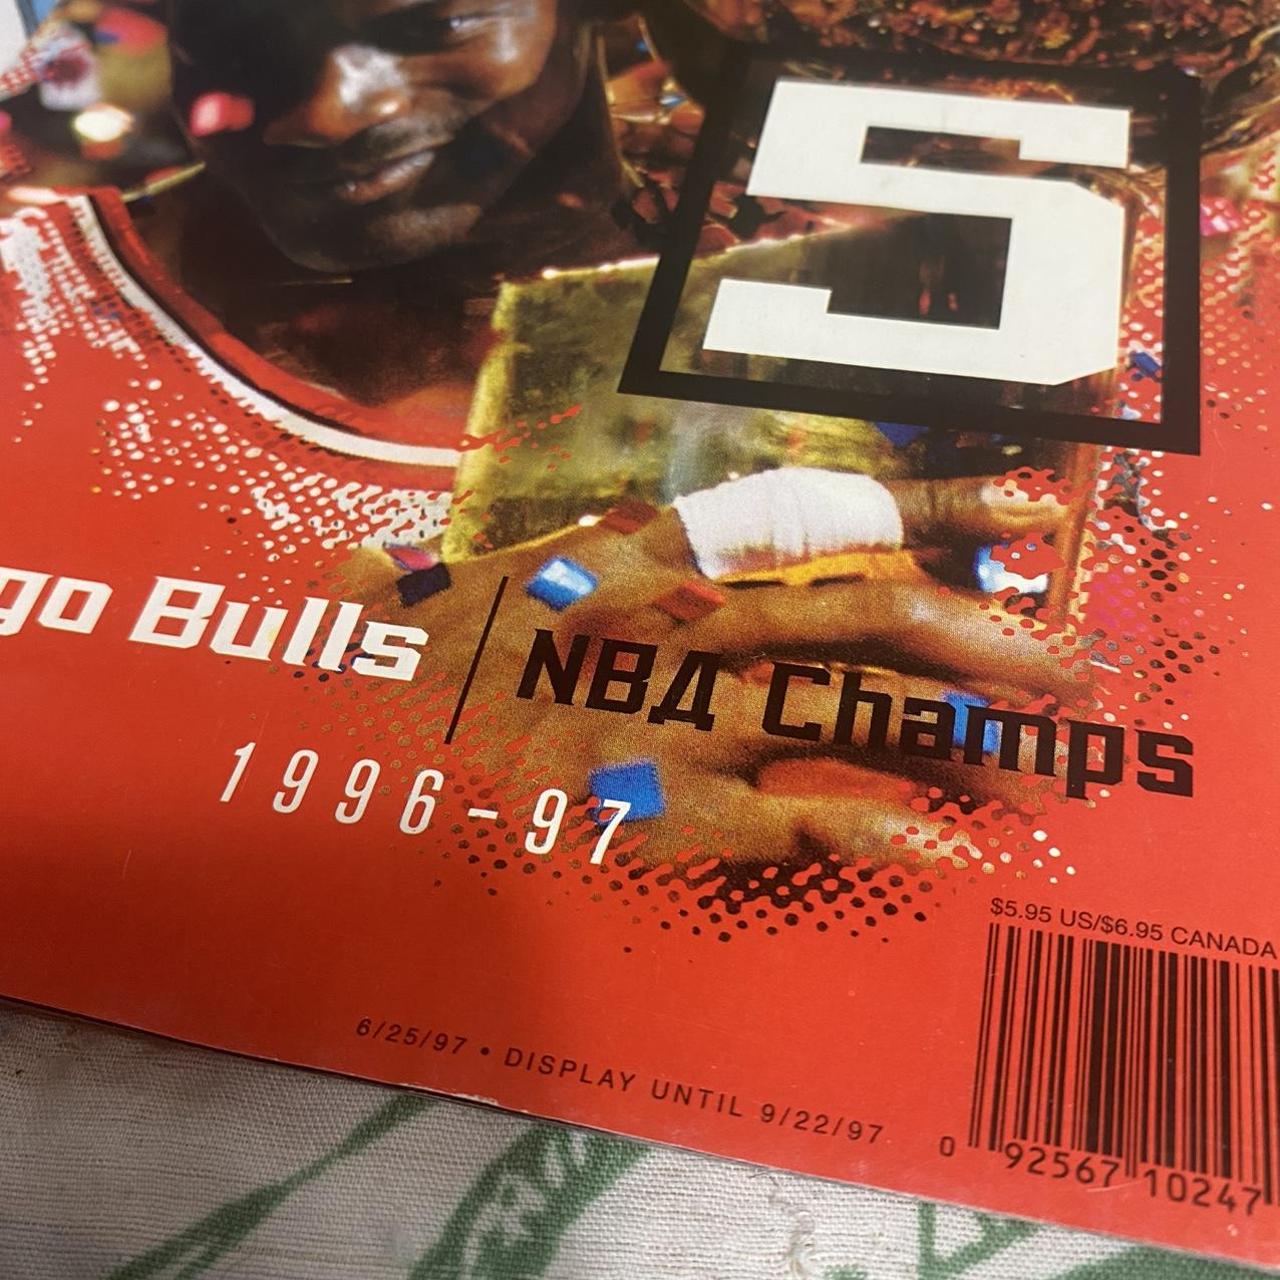 5
go Bulls | NBA Champs
1996-97
$5.95 US/$6.95 CANADA
6/25/97 • DISPLAY UNTIL 9/22/97
0 92567 10247